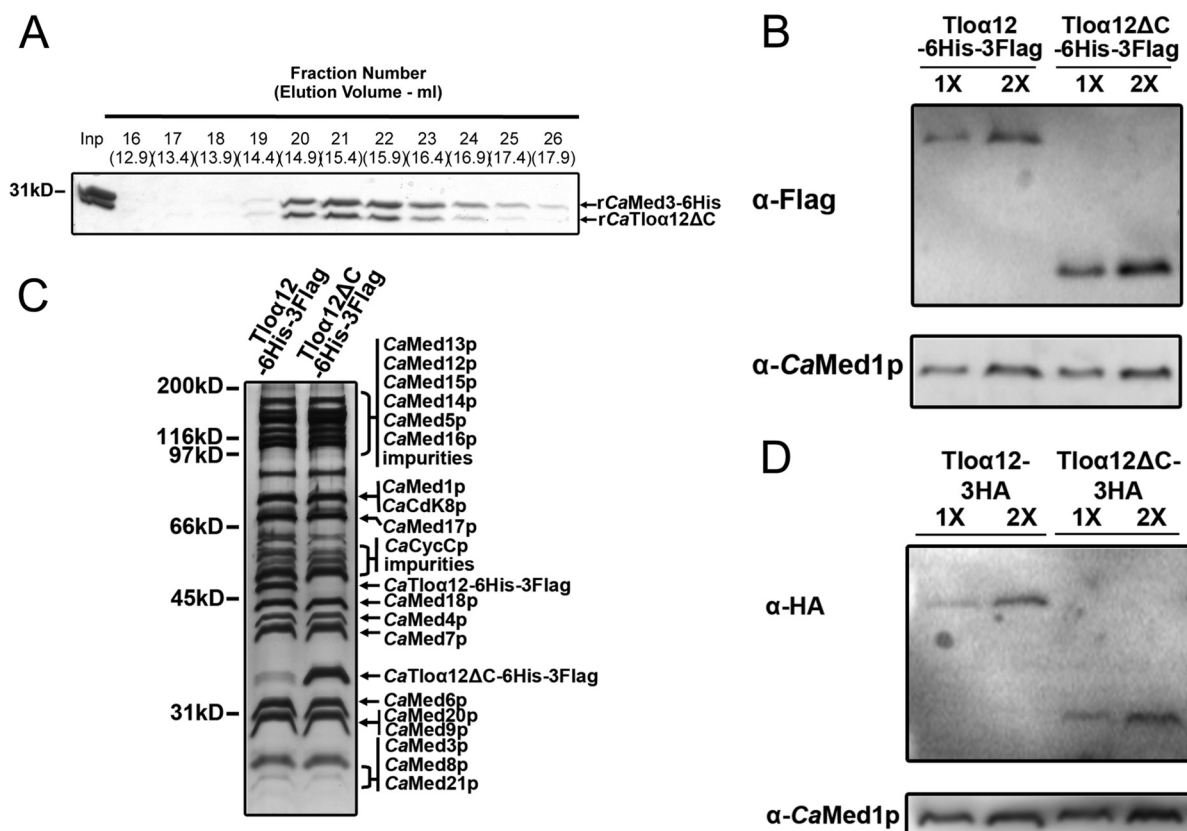 A
Fraction Number
(Elution Volume - ml)
Inp 16 17 18 19 20 21 22 23 24 25 26
(12.9)(13.4)(13.9)(14.4)(14.9)(15.4)(15.9)(16.4)(16.9)(17.4)(17.9)
31kD
rCaMed3-6His
rCaTloα12ΔC
B
Tloα12 Tloα12ΔC
-6His-3Flag -6His-3Flag
1X 2X 1X 2X
α-Flag
α-CaMed1p
C
Tloα12
-6His-3Flag
Tloα12ΔC
-6His-3Flag
200kD
116kD
97kD
66kD
45kD
31kD
CaMed13p
CaMed12p
CaMed15p
CaMed14p
CaMed5p
CaMed16p
impurities
CaMed1p
CaCdK8p
CaMed17p
CaCycCp
impurities
CaTloα12-6His-3Flag
CaMed18p
CaMed4p
CaMed7p
CaTloα12ΔC-6His-3Flag
CaMed6p
CaMed20p
CaMed9p
CaMed3p
CaMed8p
CaMed21p
D
Tloα12- Tloα12ΔC-
3HA 3HA
1X 2X 1X 2X
α-HA
α-CaMed1p